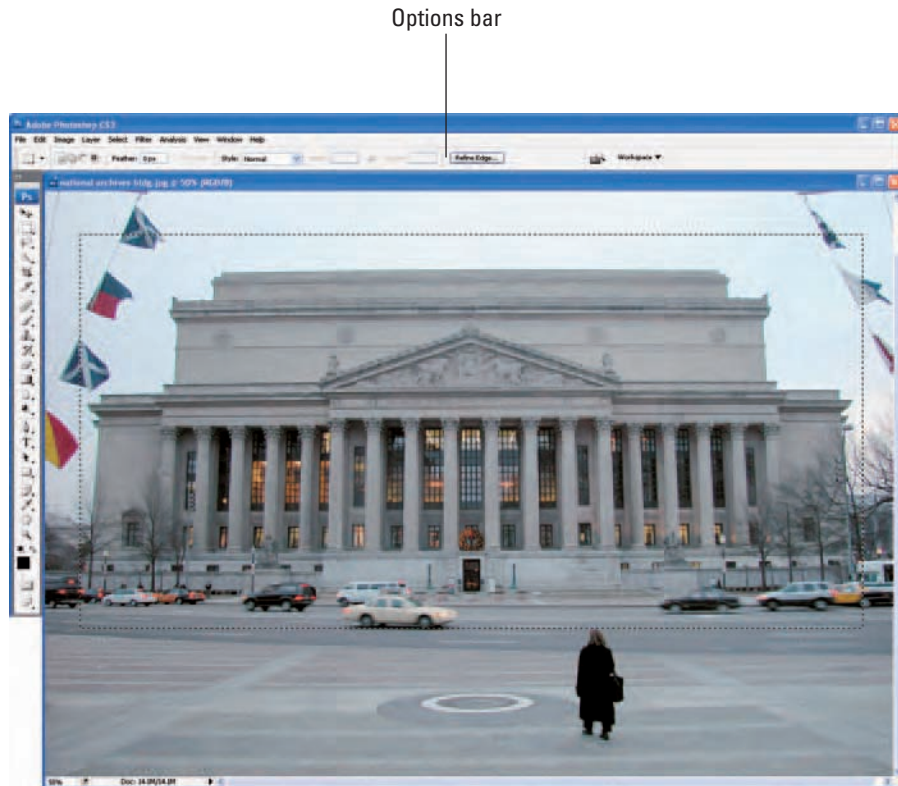 Options bar
Adobe Photoshop CS3
File Edit Image Layer Select Filter Analysis View Window Help
Feather: 0 px Style: Normal Refine Edge... Workspace ▼
national archives bldg.jpg @ 50% (RGB/8)
Ps
T
50% Doc: 14.0M/14.0M